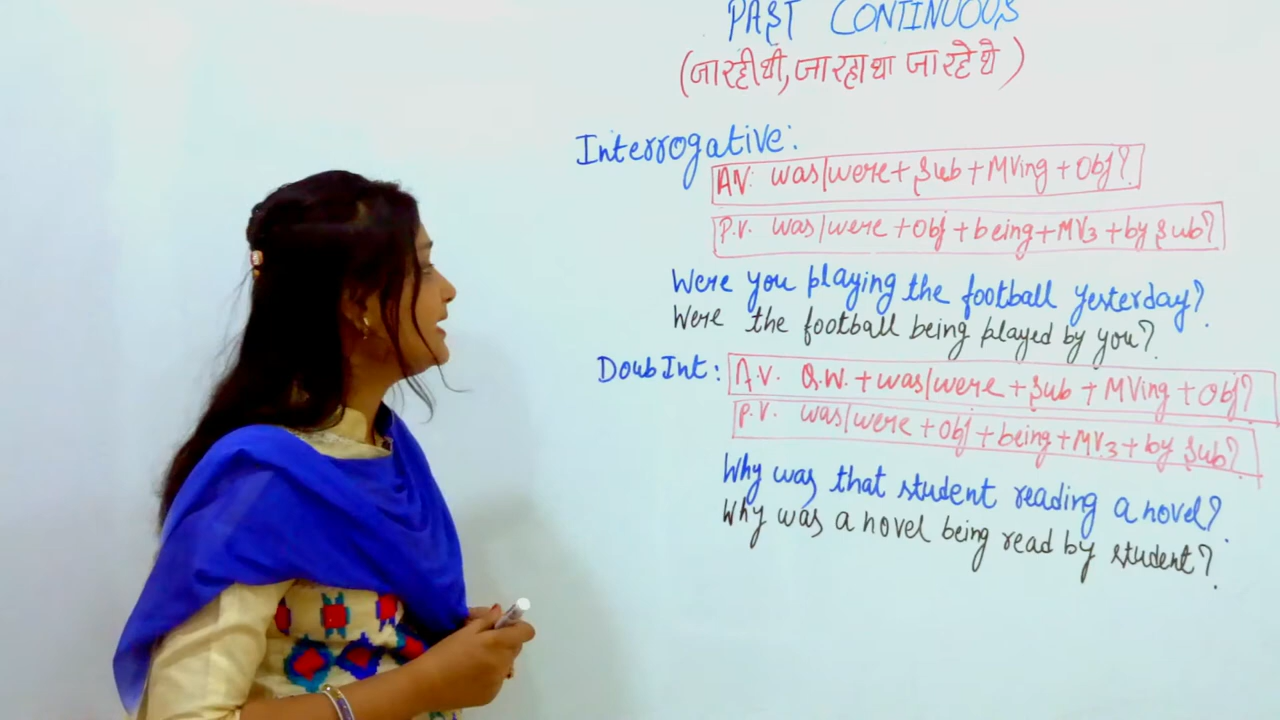 PAST CONTINUOUS
(जा रही थी, जा रहा था जा रहे थे)
Interrogative:
A.V. was/were + Sub + MVing + Obj?
P.V. was/were + Obj + being + MV3 + by Sub?
Were you playing the football yesterday?
Were the football being played by you?
Doub Int: A.V. Q.W. + was/were + Sub + MVing + Obj?
P.V. was/were + Obj + being + MV3 + by Sub?
Why was that student reading a novel?
Why was a novel being read by student?